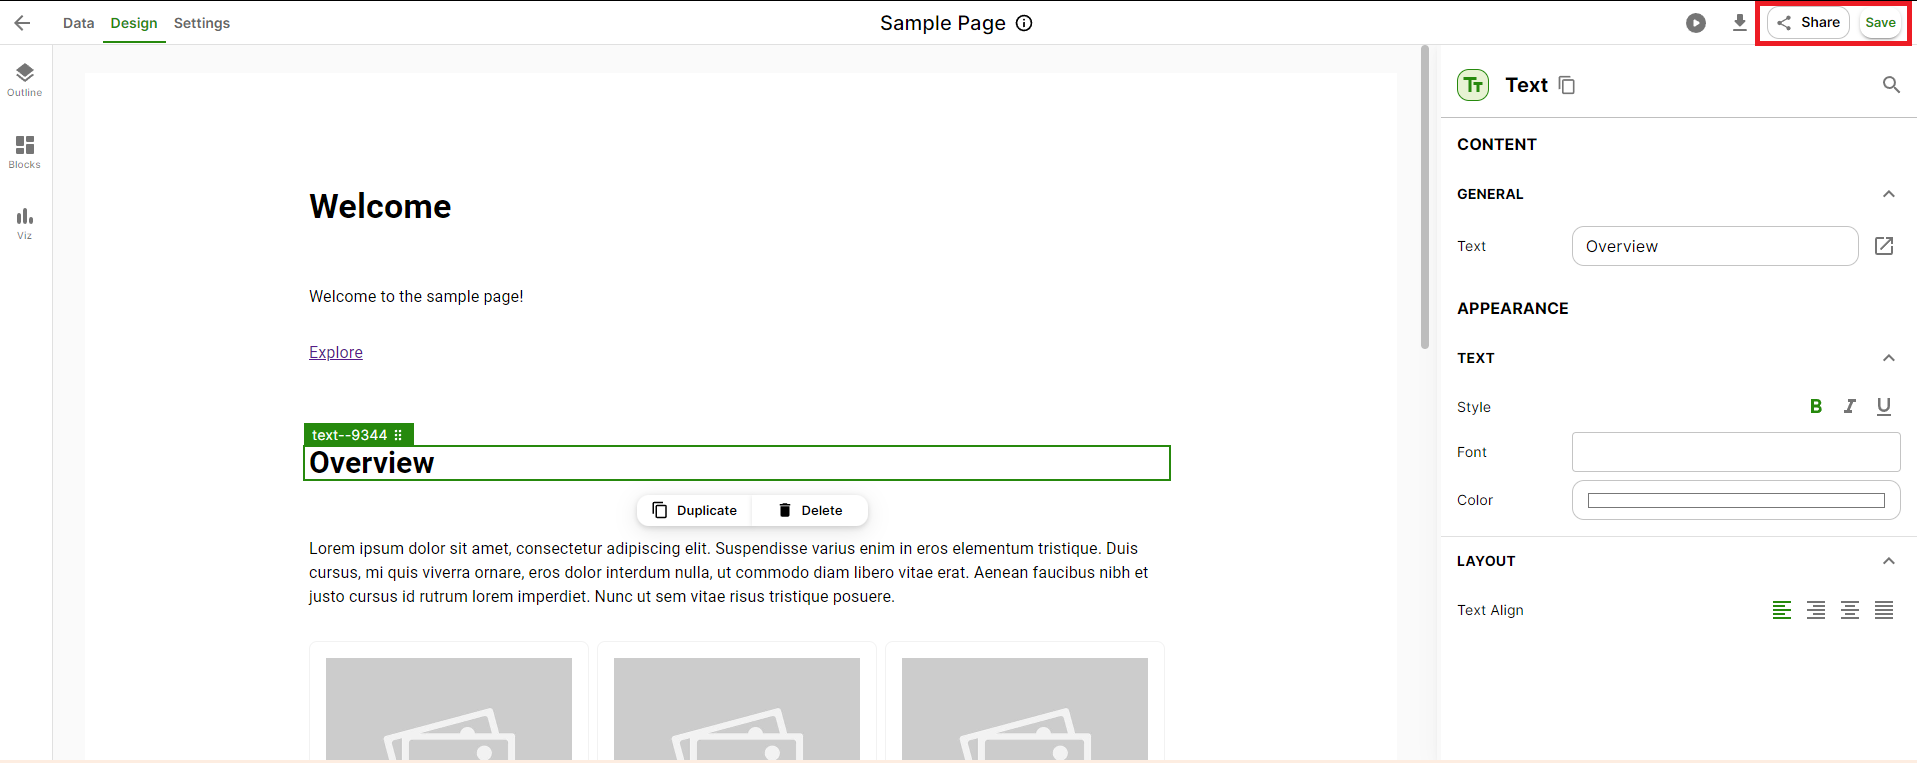 Data Design Settings
Sample Page
Share Save
Outline
Blocks
Viz
Welcome
Welcome to the sample page!
Explore
text--9344
Overview
Duplicate Delete
Lorem ipsum dolor sit amet, consectetur adipiscing elit. Suspendisse varius enim in eros elementum tristique. Duis
cursus, mi quis viverra ornare, eros dolor interdum nulla, ut commodo diam libero vitae erat. Aenean faucibus nibh et
justo cursus id rutrum lorem imperdiet. Nunc ut sem vitae risus tristique posuere.
Tт Text
CONTENT
GENERAL
Text Overview
APPEARANCE
TEXT
Style B I U
Font
Color
LAYOUT
Text Align